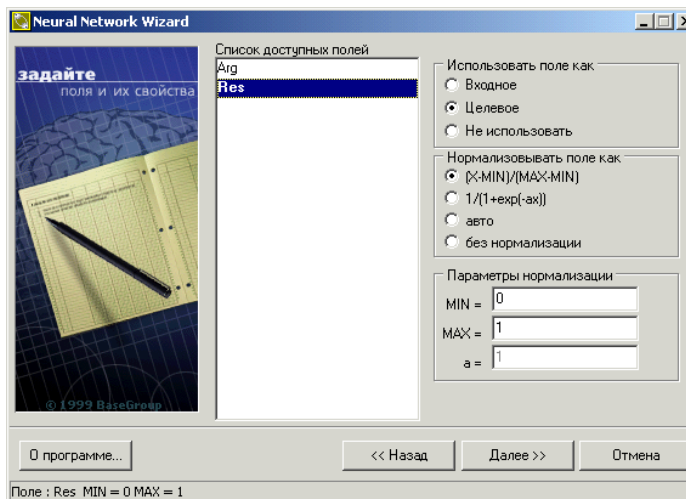 Neural Network Wizard
задайте
поля и их свойства
© 1999 BaseGroup
Список доступных полей
Arg
Res
Использовать поле как
Входное
Целевое
Не использовать
Нормализовывать поле как
(X-MIN)/(MAX-MIN)
1/(1+exp(-ax))
авто
без нормализации
Параметры нормализации
MIN = 0
MAX = 1
a = 1
О программе...
<< Назад
Далее >>
Отмена
Поле : Res MIN = 0 MAX = 1